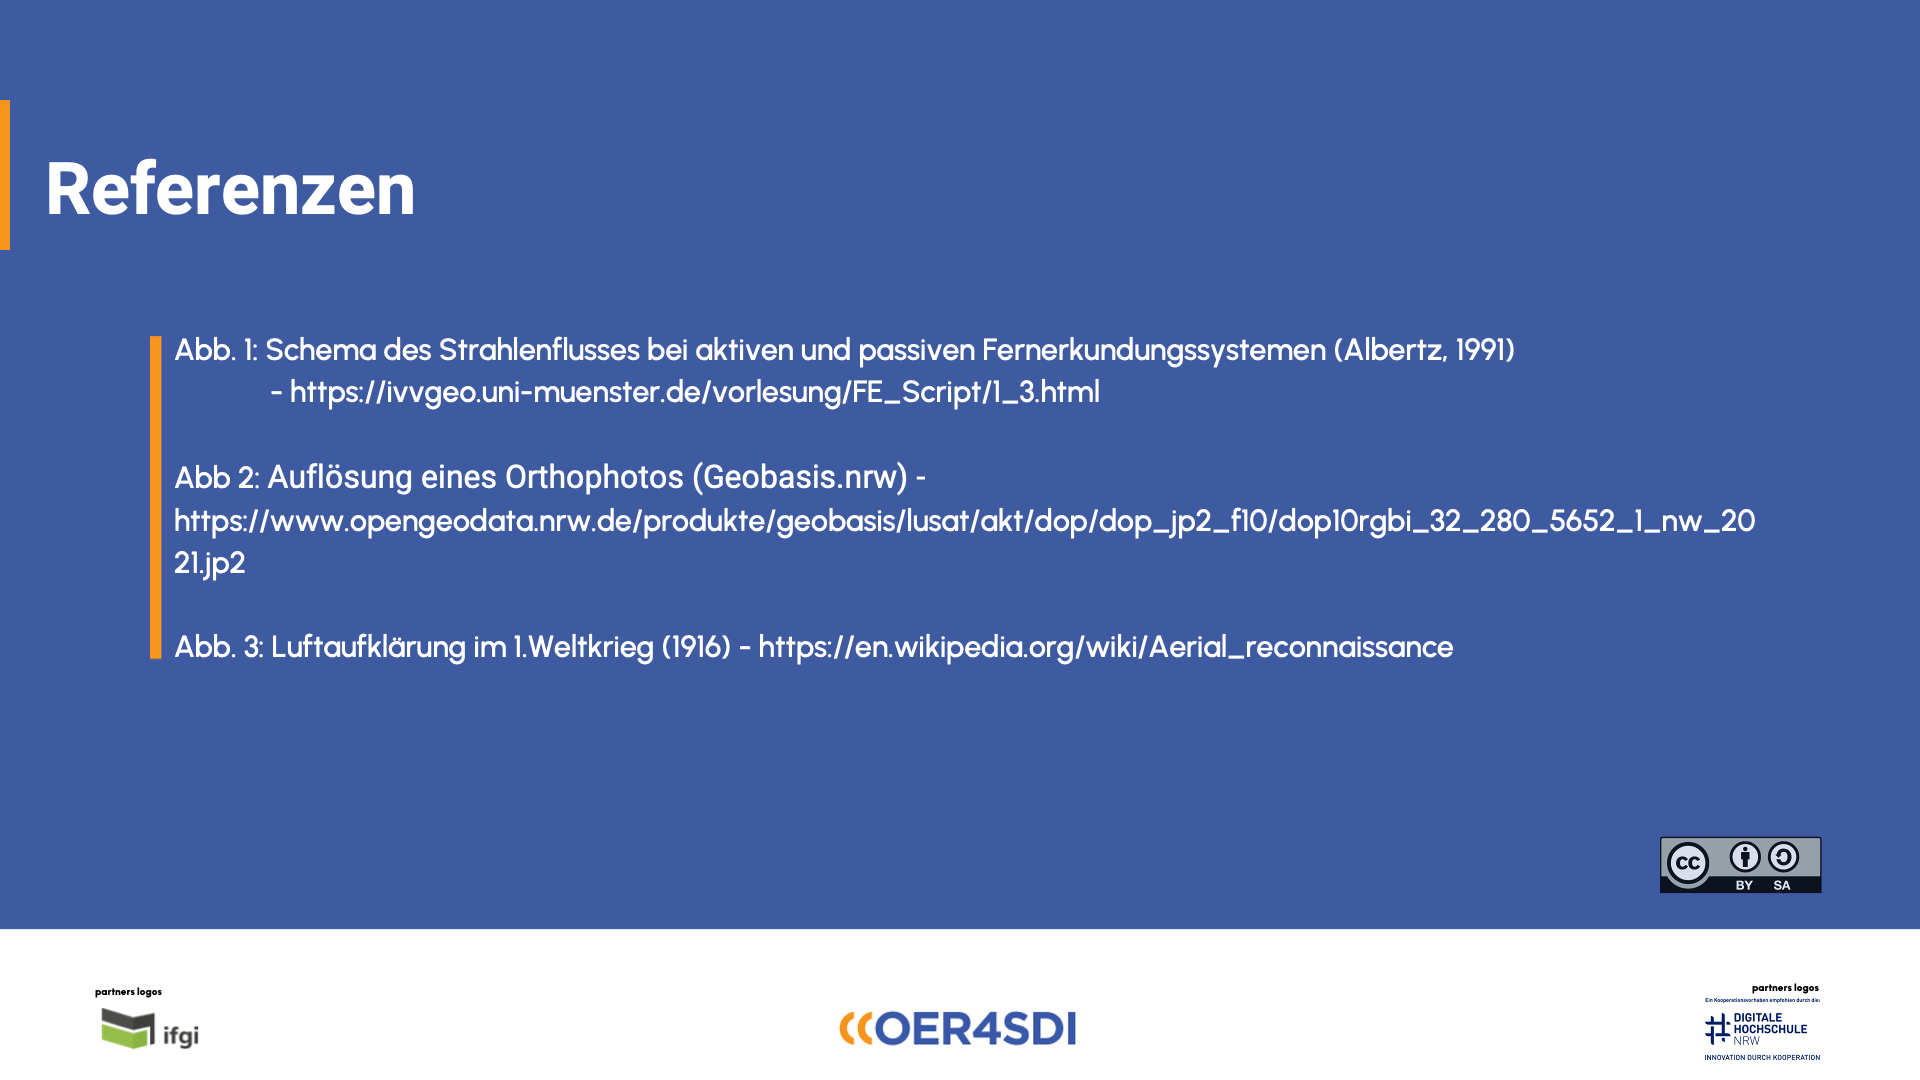 Referenzen
Abb. 1: Schema des Strahlenflusses bei aktiven und passiven Fernerkundungssystemen (Albertz, 1991)
- https://ivvgeo.uni-muenster.de/vorlesung/FE_Script/1_3.html
Abb 2: Auflösung eines Orthophotos (Geobasis.nrw) -
https://www.opengeodata.nrw.de/produkte/geobasis/lusat/akt/dop/dop_jp2_f10/dop10rgbi_32_280_5652_1_nw_20
21.jp2
Abb. 3: Luftaufklärung im 1.Weltkrieg (1916) - https://en.wikipedia.org/wiki/Aerial_reconnaissance
cc
BY SA
partners logos
ifgi
OER4SDI
partners logos
Ein Kooperationsvorhaben empfohlen durch die:
DIGITALE
HOCHSCHULE
NRW
INNOVATION DURCH KOOPERATION